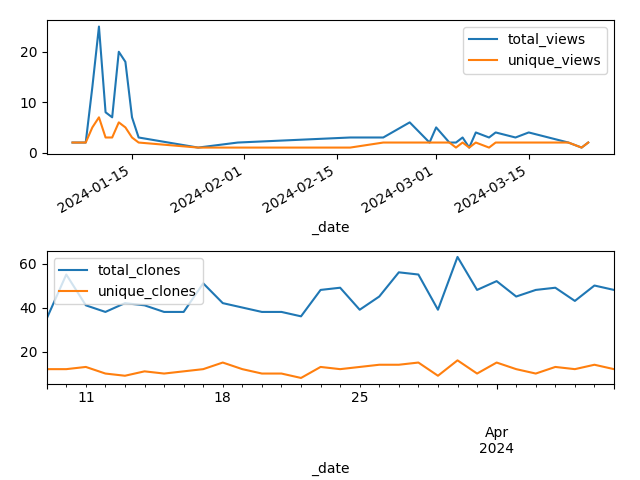 20
10
0
total_views
unique_views
2024-01-15
2024-02-01
2024-02-15
2024-03-01
2024-03-15
_date
60
40
20
total_clones
unique_clones
11
18
25
Apr
2024
_date